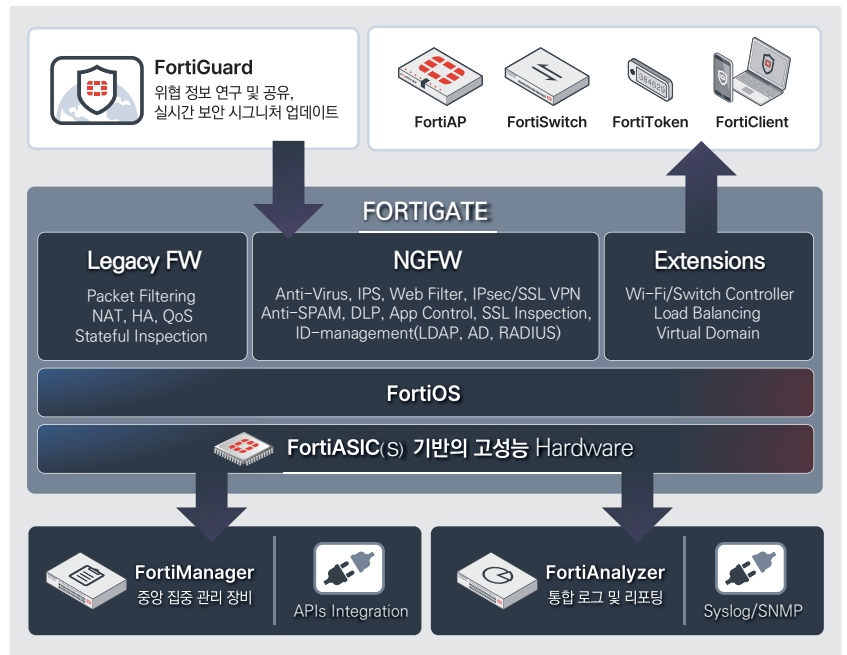 FortiGuard
위협 정보 연구 및 공유,
실시간 보안 시그니처 업데이트
384629
FortiAP
FortiSwitch
FortiToken
FortiClient
FORTIGATE
Legacy FW
Packet Filtering
NAT, HA, QoS
Stateful Inspection
NGFW
Anti-Virus, IPS, Web Filter, IPsec/SSL VPN
Anti-SPAM, DLP, App Control, SSL Inspection,
ID-management(LDAP, AD, RADIUS)
Extensions
Wi-Fi/Switch Controller
Load Balancing
Virtual Domain
FortiOS
FortiASIC(S) 기반의 고성능 Hardware
FortiManager
중앙 집중 관리 장비
APIs Integration
FortiAnalyzer
통합 로그 및 리포팅
Syslog/SNMP